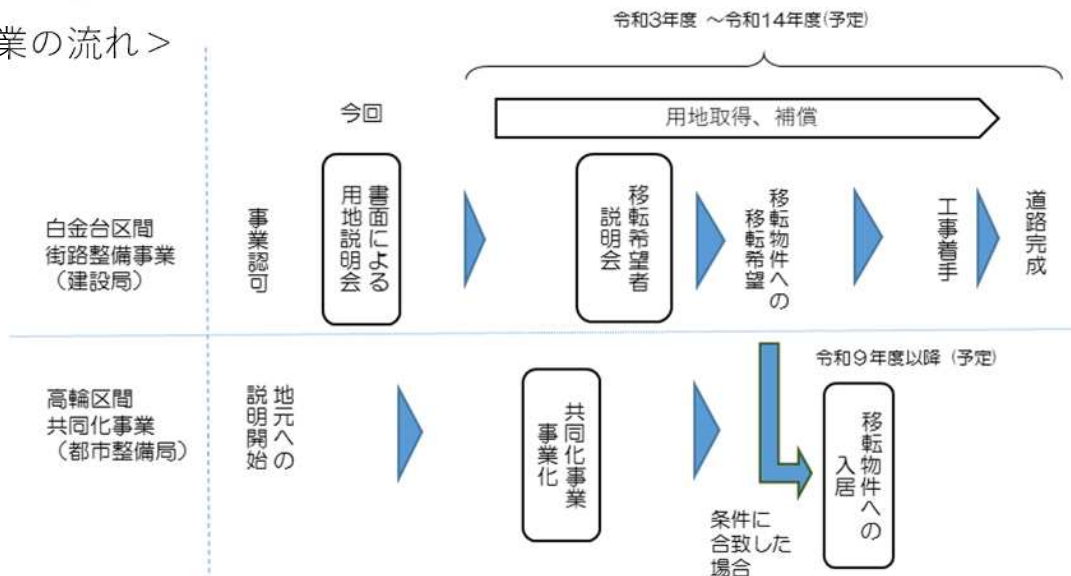 業の流れ>
令和3年度 ~令和14年度(予定)
今回
用地取得、補償
白金台区間
街路整備事業
(建設局)
事業認可
書面による
用地説明会
移転希望者
説明会
移転物件への
移転希望
工事着手
道路完成
高輪区間
共同化事業
(都市整備局)
地元への
説明開始
共同化事業
事業化
条件に
合致した
場合
令和9年度以降(予定)
移転物件への
入居